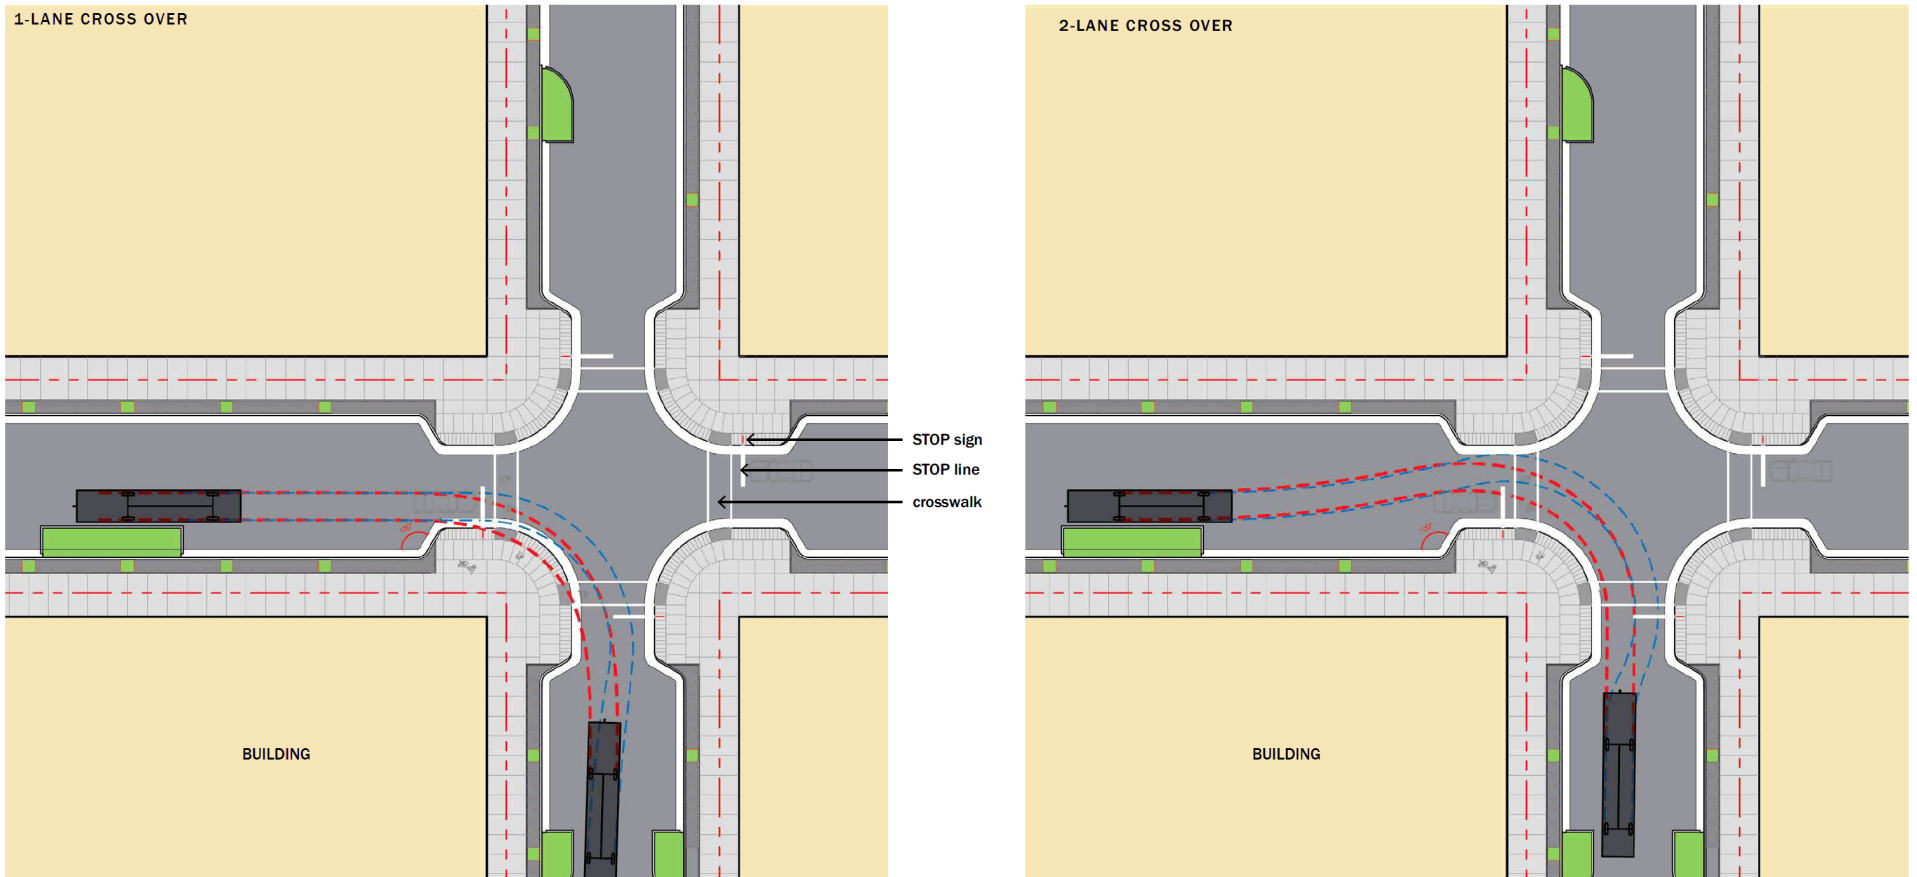 1-LANE CROSS OVER
2-LANE CROSS OVER
STOP sign
STOP line
crosswalk
BUILDING
BUILDING